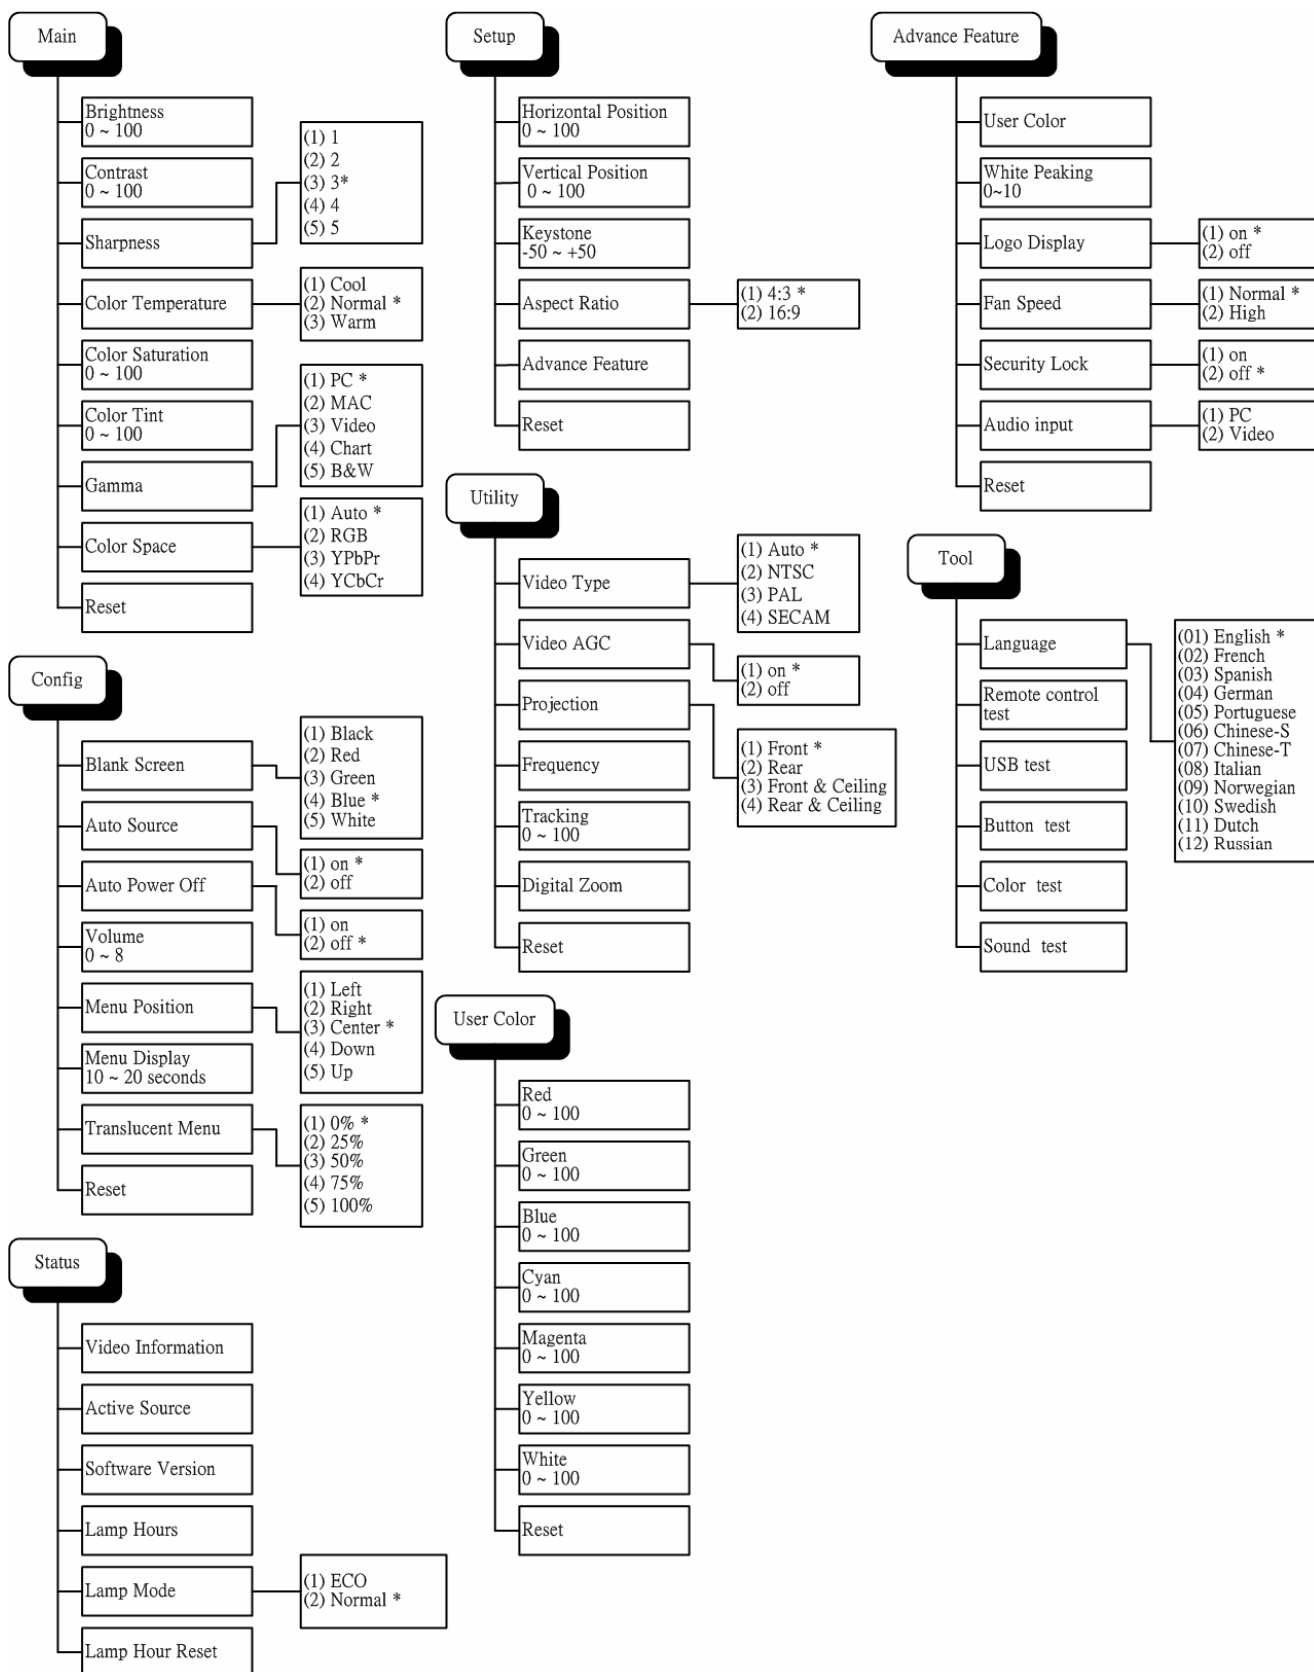 Main
Brightness
0 ~ 100
Contrast
0 ~ 100
Sharpness
(1) 1
(2) 2
(3) 3*
(4) 4
(5) 5
Color Temperature
(1) Cool
(2) Normal *
(3) Warm
Color Saturation
0 ~ 100
Color Tint
0 ~ 100
Gamma
(1) PC *
(2) MAC
(3) Video
(4) Chart
(5) B&W
Color Space
(1) Auto *
(2) RGB
(3) YPbPr
(4) YCbCr
Reset
Config
Blank Screen
(1) Black
(2) Red
(3) Green
(4) Blue *
(5) White
Auto Source
(1) on *
(2) off
Auto Power Off
(1) on
(2) off *
Volume
0 ~ 8
Menu Position
(1) Left
(2) Right
(3) Center *
(4) Down
(5) Up
Menu Display
10 ~ 20 seconds
Translucent Menu
(1) 0% *
(2) 25%
(3) 50%
(4) 75%
(5) 100%
Reset
Status
Video Information
Active Source
Software Version
Lamp Hours
Lamp Mode
(1) ECO
(2) Normal *
Lamp Hour Reset
Setup
Horizontal Position
0 ~ 100
Vertical Position
0 ~ 100
Keystone
-50 ~ +50
Aspect Ratio
(1) 4:3 *
(2) 16:9
Advance Feature
Reset
Utility
Video Type
(1) Auto *
(2) NTSC
(3) PAL
(4) SECAM
Video AGC
(1) on *
(2) off
Projection
(1) Front *
(2) Rear
(3) Front & Ceiling
(4) Rear & Ceiling
Frequency
Tracking
0 ~ 100
Digital Zoom
Reset
User Color
Red
0 ~ 100
Green
0 ~ 100
Blue
0 ~ 100
Cyan
0 ~ 100
Magenta
0 ~ 100
Yellow
0 ~ 100
White
0 ~ 100
Reset
Advance Feature
User Color
White Peaking
0~10
Logo Display
(1) on *
(2) off
Fan Speed
(1) Normal *
(2) High
Security Lock
(1) on
(2) off *
Audio input
(1) PC
(2) Video
Reset
Tool
Language
(01) English *
(02) French
(03) Spanish
(04) German
(05) Portuguese
(06) Chinese-S
(07) Chinese-T
(08) Italian
(09) Norwegian
(10) Swedish
(11) Dutch
(12) Russian
Remote control
test
USB test
Button test
Color test
Sound test